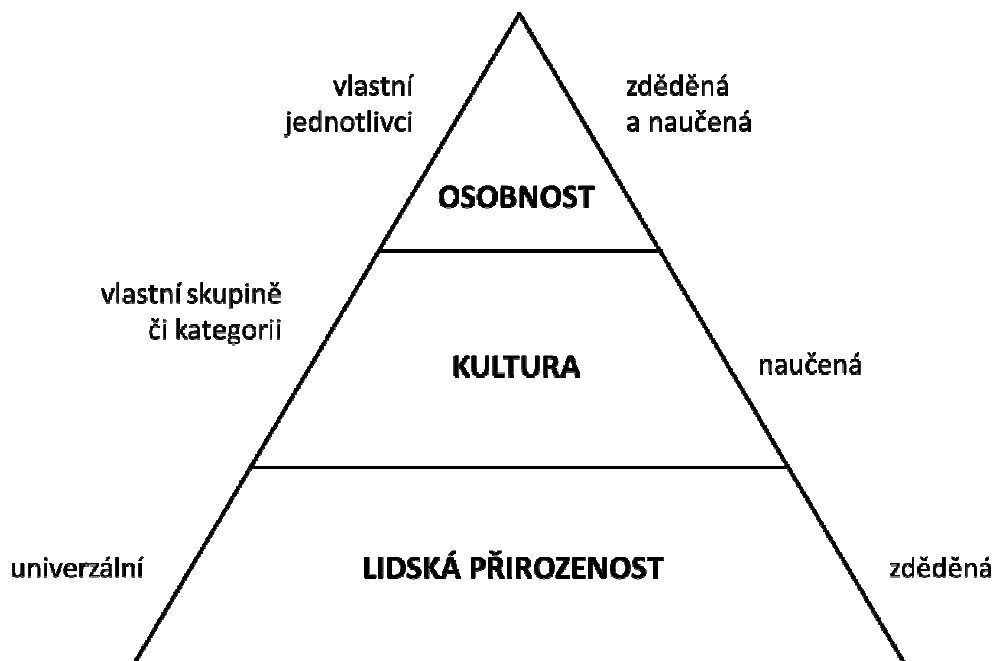 vlastní
jednotlivci
zděděná
a naučená
OSOBNOST
vlastní skupině
či kategorii
KULTURA
naučená
univerzální
LIDSKÁ PŘIROZENOST
zděděná